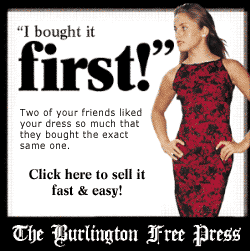 “I bought it
first!”
Two of your friends liked
your dress so much that
they bought the exact
same one.
Click here to sell it
fast & easy!
The Burlington Free Press